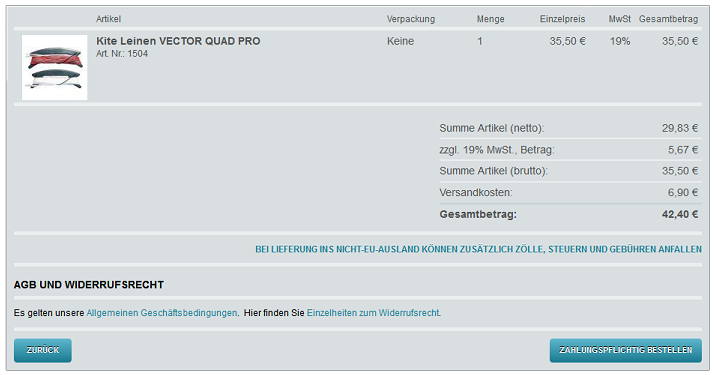 Artikel Verpackung Menge Einzelpreis MwSt Gesamtbetrag
Kite Leinen VECTOR QUAD PRO Keine 1 35,50 € 19% 35,50 €
Art. Nr.: 1504
Summe Artikel (netto): 29,83 €
zzgl. 19% MwSt., Betrag: 5,67 €
Summe Artikel (brutto): 35,50 €
Versandkosten: 6,90 €
Gesamtbetrag: 42,40 €
BEI LIEFERUNG INS NICHT-EU-AUSLAND KÖNNEN ZUSÄTZLICH ZÖLLE, STEUERN UND GEBÜHREN ANFALLEN
AGB UND WIDERRUFSRECHT
Es gelten unsere Allgemeinen Geschäftsbedingungen. Hier finden Sie Einzelheiten zum Widerrufsrecht.
ZURÜCK ZAHLUNGSPFLICHTIG BESTELLEN